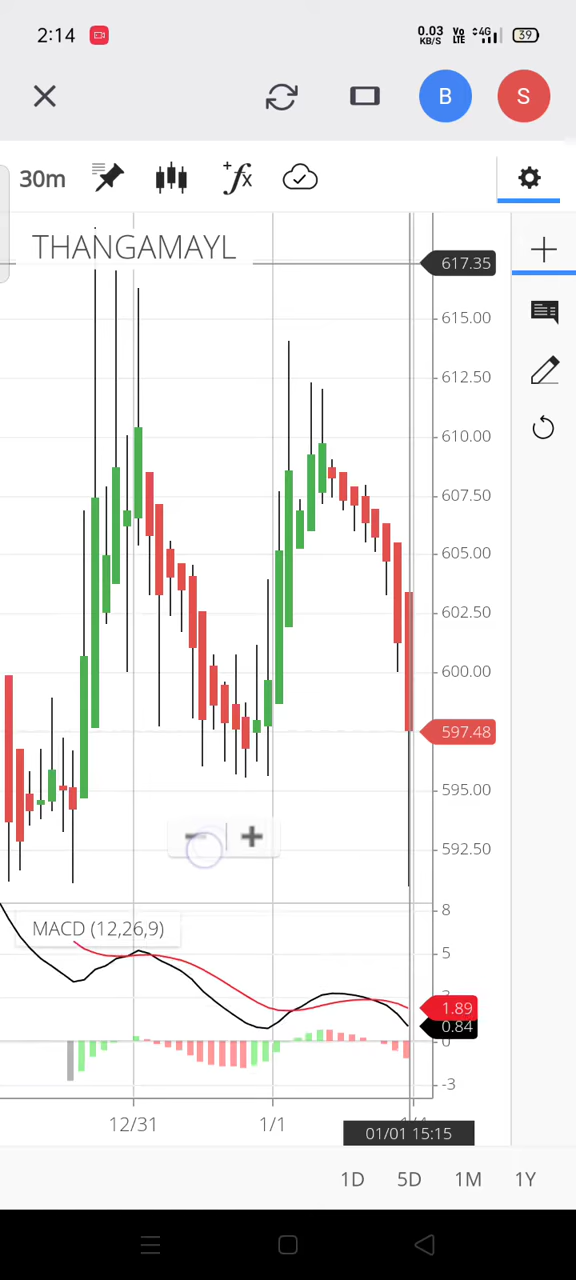 2:14
0.03 KB/S
Vo LTE
4G
39
B
S
30m
+fx
THANGAMAYL
617.35
615.00
612.50
610.00
607.50
605.00
602.50
600.00
597.48
595.00
592.50
MACD (12,26,9)
8
5
1.89
0.84
0
-3
12/31
1/1
01/01 15:15
1D
5D
1M
1Y